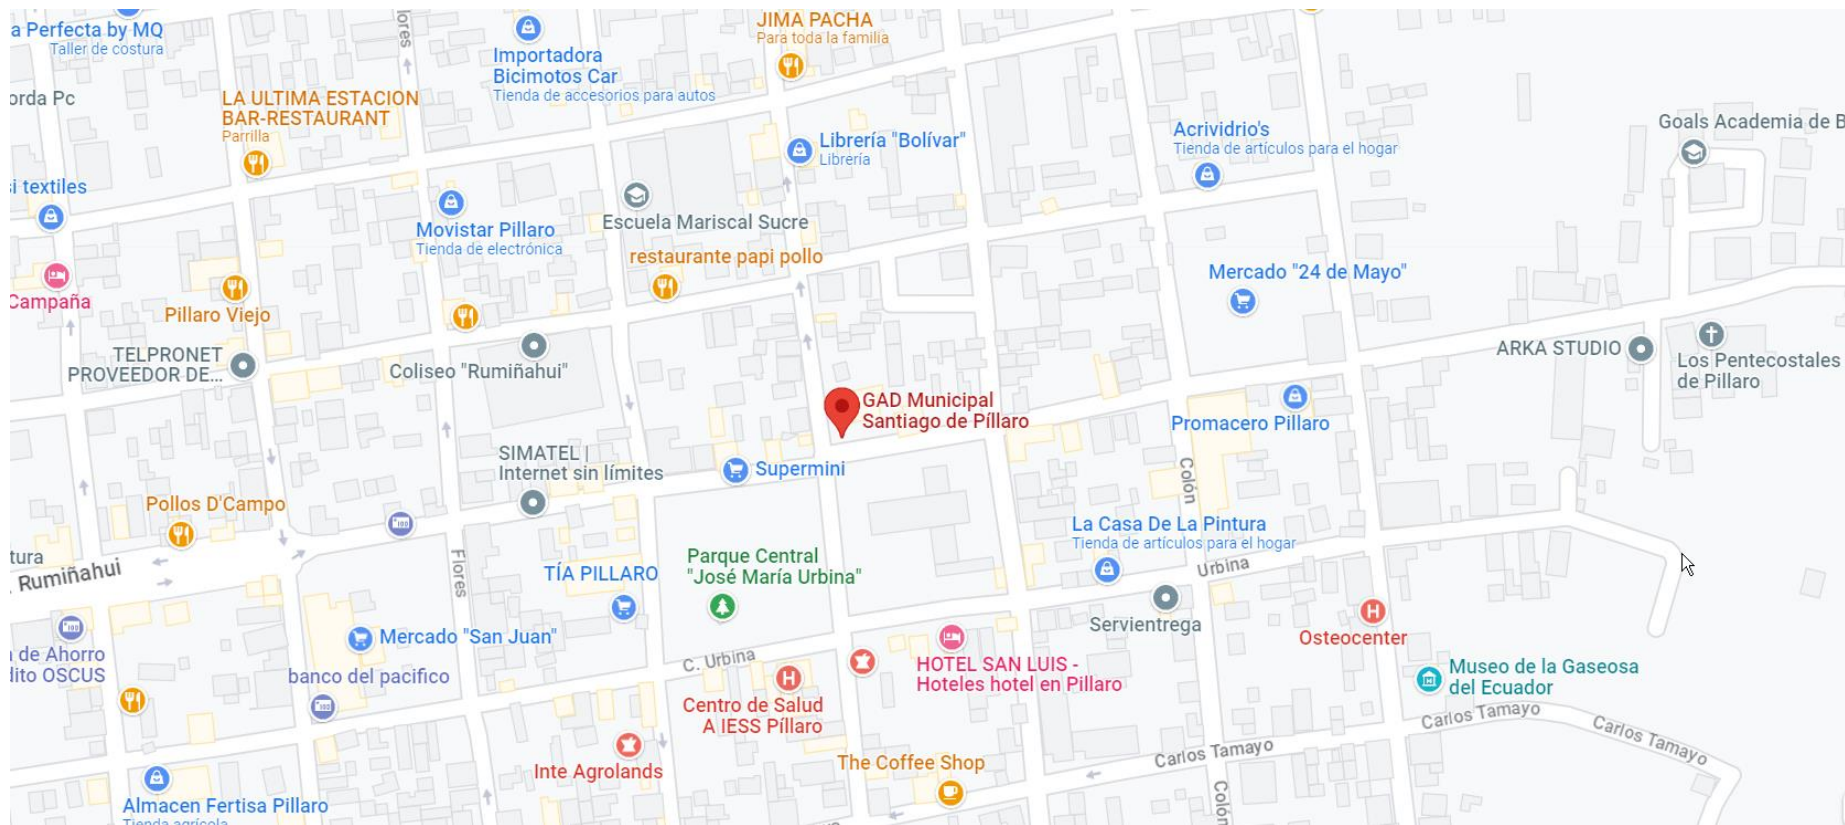 a Perfecta by MQ
Taller de costura
lores
Importadora
Bicimotos Car
Tienda de accesorios para autos
JIMA PACHA
Para toda la familia
orda Pc
LA ULTIMA ESTACION
BAR-RESTAURANT
Parrilla
Librería "Bolívar"
Librería
Acrividrio's
Tienda de artículos para el hogar
Goals Academia de B
si textiles
Movistar Pillaro
Tienda de electrónica
Escuela Mariscal Sucre
restaurante papi pollo
Mercado "24 de Mayo"
Campaña
Pillaro Viejo
TELPRONET
PROVEEDOR DE...
Coliseo "Rumiñahui"
ARKA STUDIO
Los Pentecostales
de Pillaro
GAD Municipal
Santiago de Píllaro
Promacero Pillaro
SIMATEL |
Internet sin límites
Supermini
Colón
Pollos D'Campo
La Casa De La Pintura
Tienda de artículos para el hogar
tura
Rumiñahui
Flores
TÍA PILLARO
Parque Central
"José María Urbina"
Urbina
Servientrega
Osteocenter
Mercado "San Juan"
a de Ahorro
dito OSCUS
banco del pacifico
C. Urbina
HOTEL SAN LUIS -
Hoteles hotel en Pillaro
Museo de la Gaseosa
del Ecuador
Centro de Salud
A IESS Píllaro
Carlos Tamayo
Carlos Tamayo
Carlos Tamayo
Inte Agrolands
The Coffee Shop
Colón
Almacen Fertisa Pillaro
Tienda agrícola